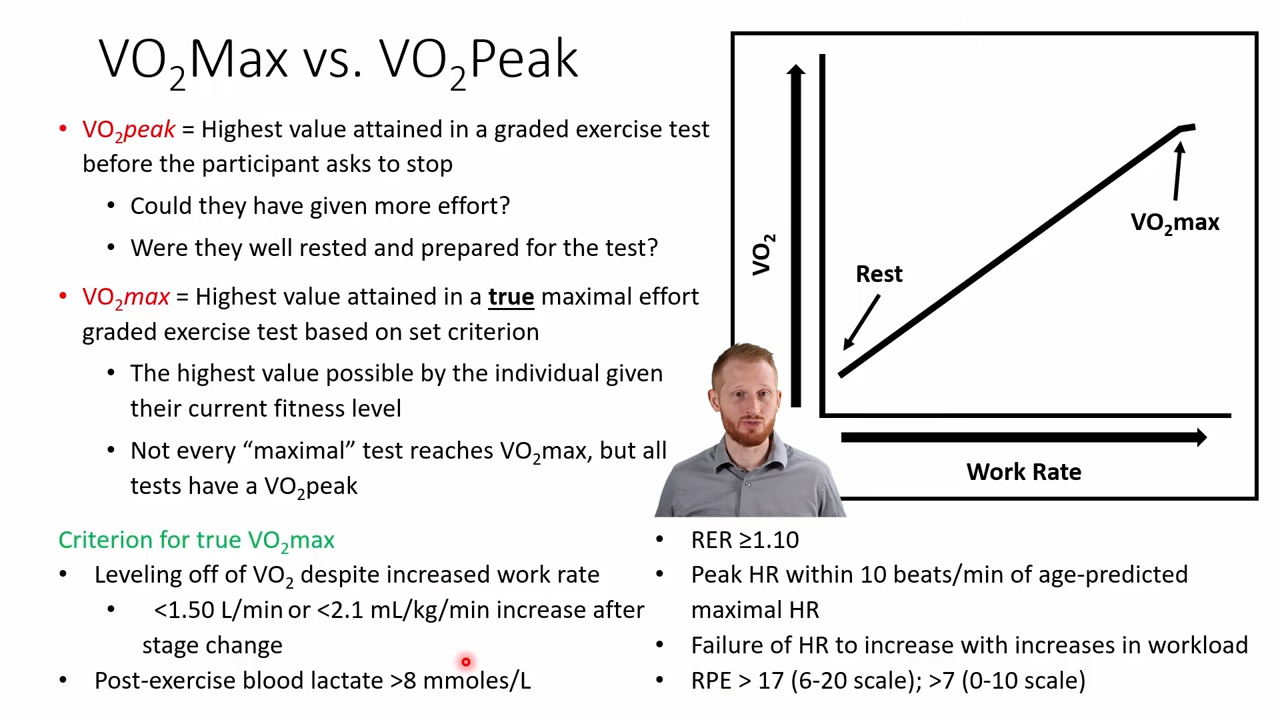 VO₂Max vs. VO₂Peak
• VO₂peak = Highest value attained in a graded exercise test
before the participant asks to stop
• Could they have given more effort?
• Were they well rested and prepared for the test?
• VO₂max = Highest value attained in a true maximal effort
graded exercise test based on set criterion
• The highest value possible by the individual given
their current fitness level
• Not every “maximal” test reaches VO₂max, but all
tests have a VO₂peak
Criterion for true VO₂max
• Leveling off of VO₂ despite increased work rate
• <1.50 L/min or <2.1 mL/kg/min increase after
stage change
• Post-exercise blood lactate >8 mmoles/L
VO₂
Rest
VO₂max
Work Rate
• RER ≥1.10
• Peak HR within 10 beats/min of age-predicted
maximal HR
• Failure of HR to increase with increases in workload
• RPE > 17 (6-20 scale); >7 (0-10 scale)